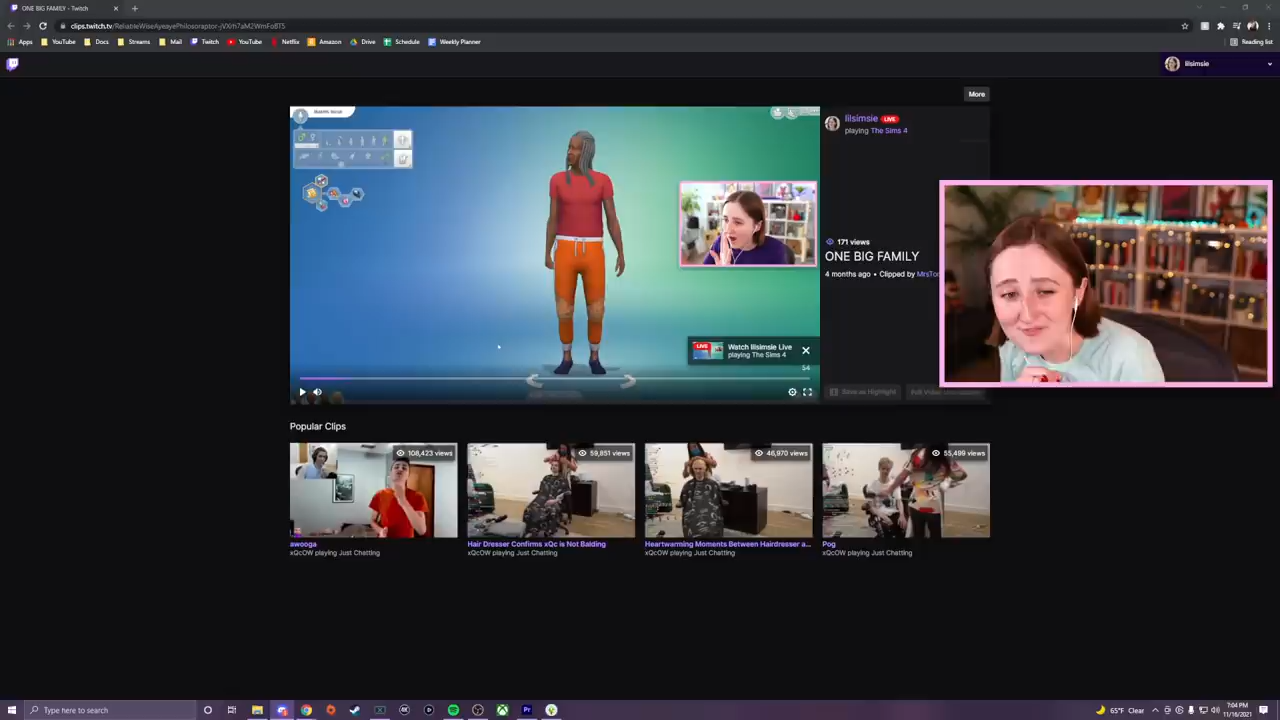 ONE BIG FAMILY - Twitch
clips.twitch.tv/
Apps YouTube Docs Streams Mail Twitch YouTube Netflix Amazon Drive Schedule Weekly Planner Reading list
lilsimsie
More
lilsimsie LIVE
playing The Sims 4
171 views
ONE BIG FAMILY
4 months ago • Clipped by
LIVE
Watch lilsimsie Live
playing The Sims 4
54
Save as Highlight
Popular Clips
108,423 views
59,851 views
46,970 views
55,499 views
awooga
xQcOW playing Just Chatting
Hair Dresser Confirms xQc is Not Balding
xQcOW playing Just Chatting
Heartwarming Moments Between Hairdresser a...
xQcOW playing Just Chatting
Pog
xQcOW playing Just Chatting
Type here to search
65°F Clear
7:04 PM
11/16/2021